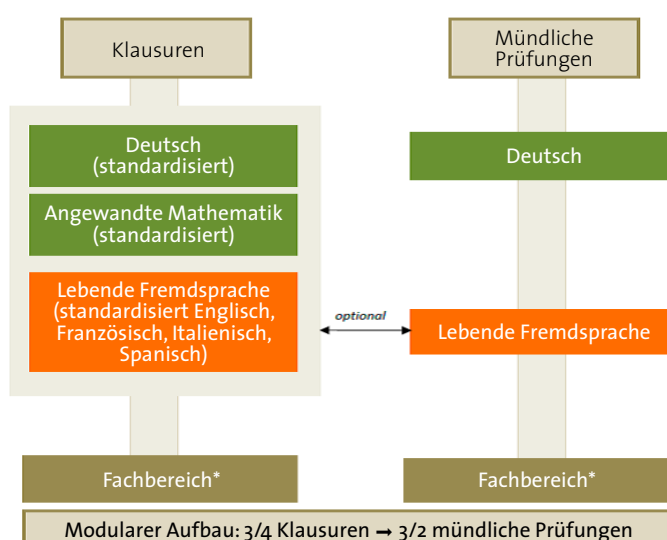 Klausuren
Deutsch
(standardisiert)
Angewandte Mathematik
(standardisiert)
Lebende Fremdsprache
(standardisiert Englisch,
Französisch, Italienisch,
Spanisch)
Fachbereich*
optional
Mündliche
Prüfungen
Deutsch
Lebende Fremdsprache
Fachbereich*
Modularer Aufbau: 3/4 Klausuren → 3/2 mündliche Prüfungen